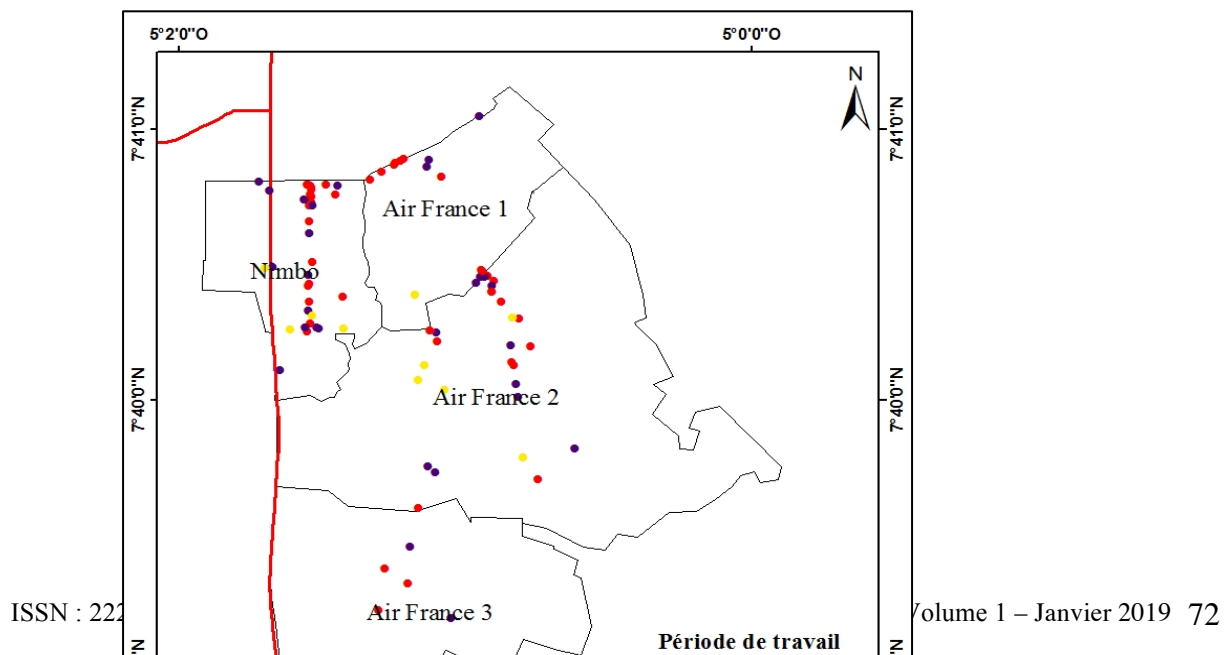 5°2'0"O
5°0'0"O
N
7°41'0"N
7°41'0"N
Air France 1
Nimbo
7°40'0"N
7°40'0"N
Air France 2
Air France 3
ISSN : 222
olume 1 – Janvier 2019 72
Période de travail
"N
"N